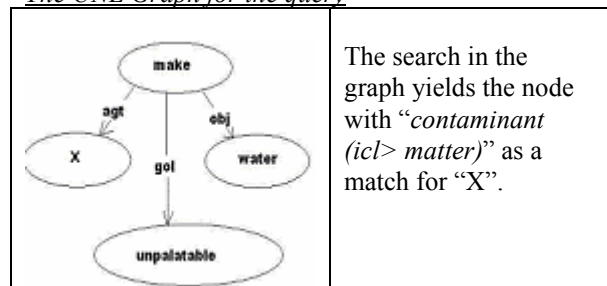 The UNL Graph for the query
make
agt
obj
X
gol
water
unpalatable
The search in the
graph yields the node
with “contaminant
(icl> matter)” as a
match for “X”.